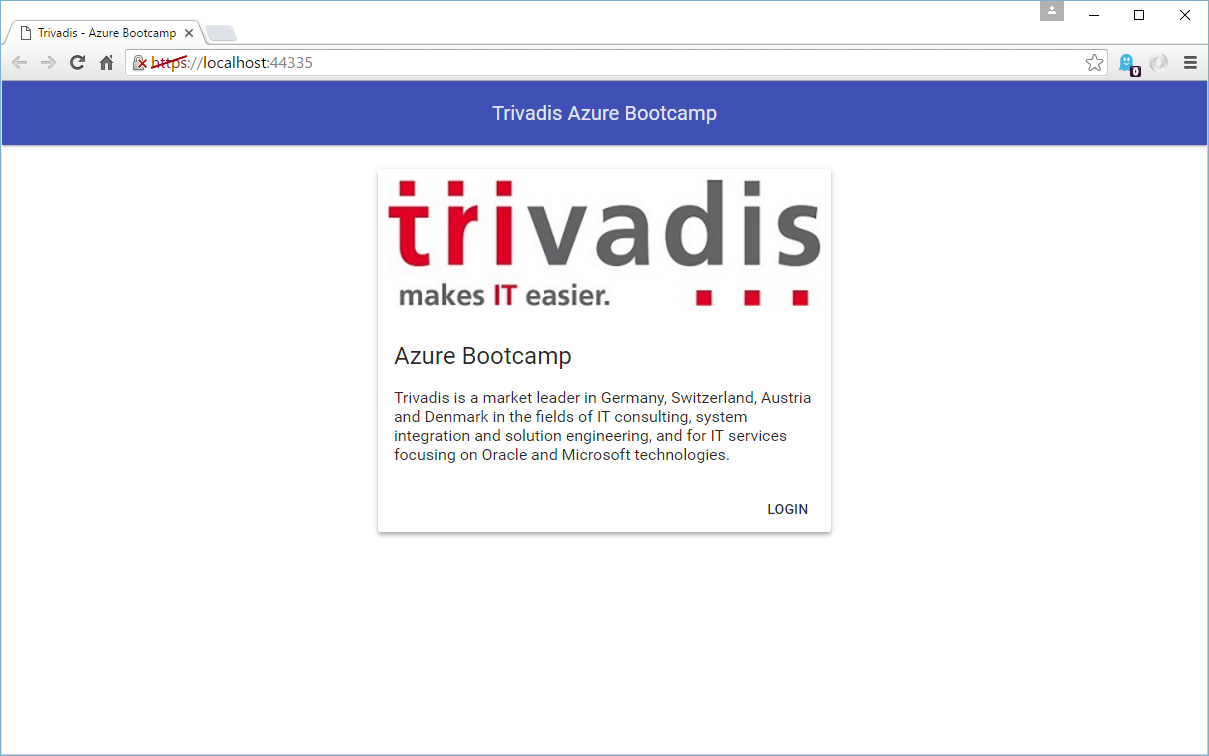 Trivadis - Azure Bootcamp
https://localhost:44335
0
Trivadis Azure Bootcamp
trivadis
makes IT easier.
Azure Bootcamp
Trivadis is a market leader in Germany, Switzerland, Austria
and Denmark in the fields of IT consulting, system
integration and solution engineering, and for IT services
focusing on Oracle and Microsoft technologies.
LOGIN